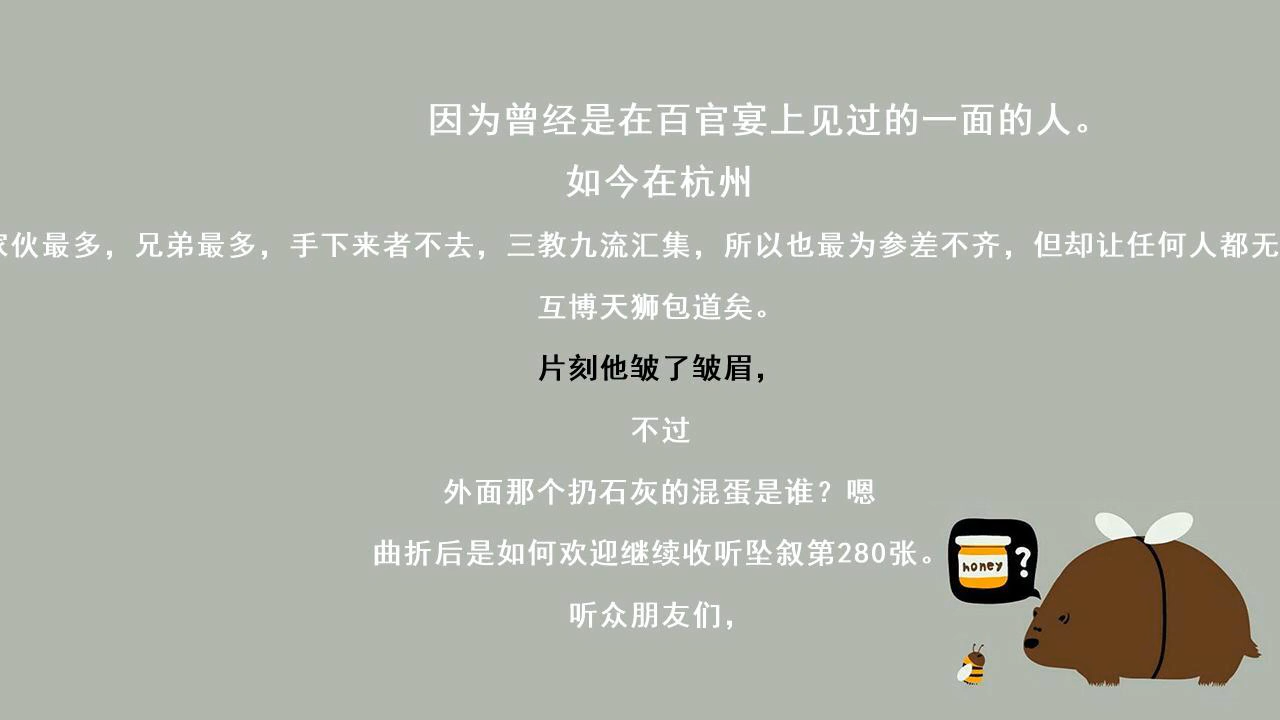 因为曾经是在百官宴上见过的一面的人。
如今在杭州
家伙最多，兄弟最多，手下来者不去，三教九流汇集，所以也最为参差不齐，但却让任何人都无
互博天狮包道矣。
片刻他皱了皱眉，
不过
外面那个扔石灰的混蛋是谁？嗯
曲折后是如何欢迎继续收听坠叙第280张。
honey ?
听众朋友们，